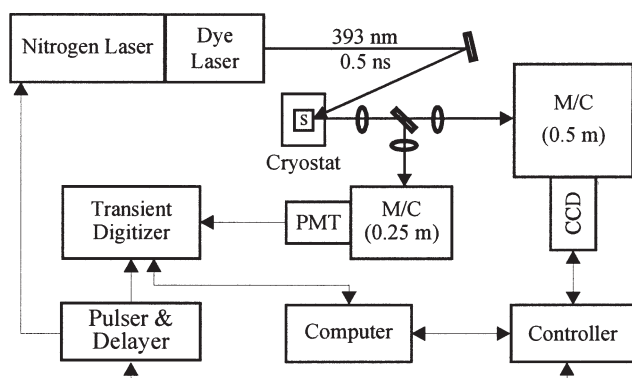 Nitrogen Laser
Dye
Laser
393 nm
0.5 ns
S
Cryostat
M/C
(0.5 m)
CCD
Transient
Digitizer
PMT
M/C
(0.25 m)
Pulser &
Delayer
Computer
Controller